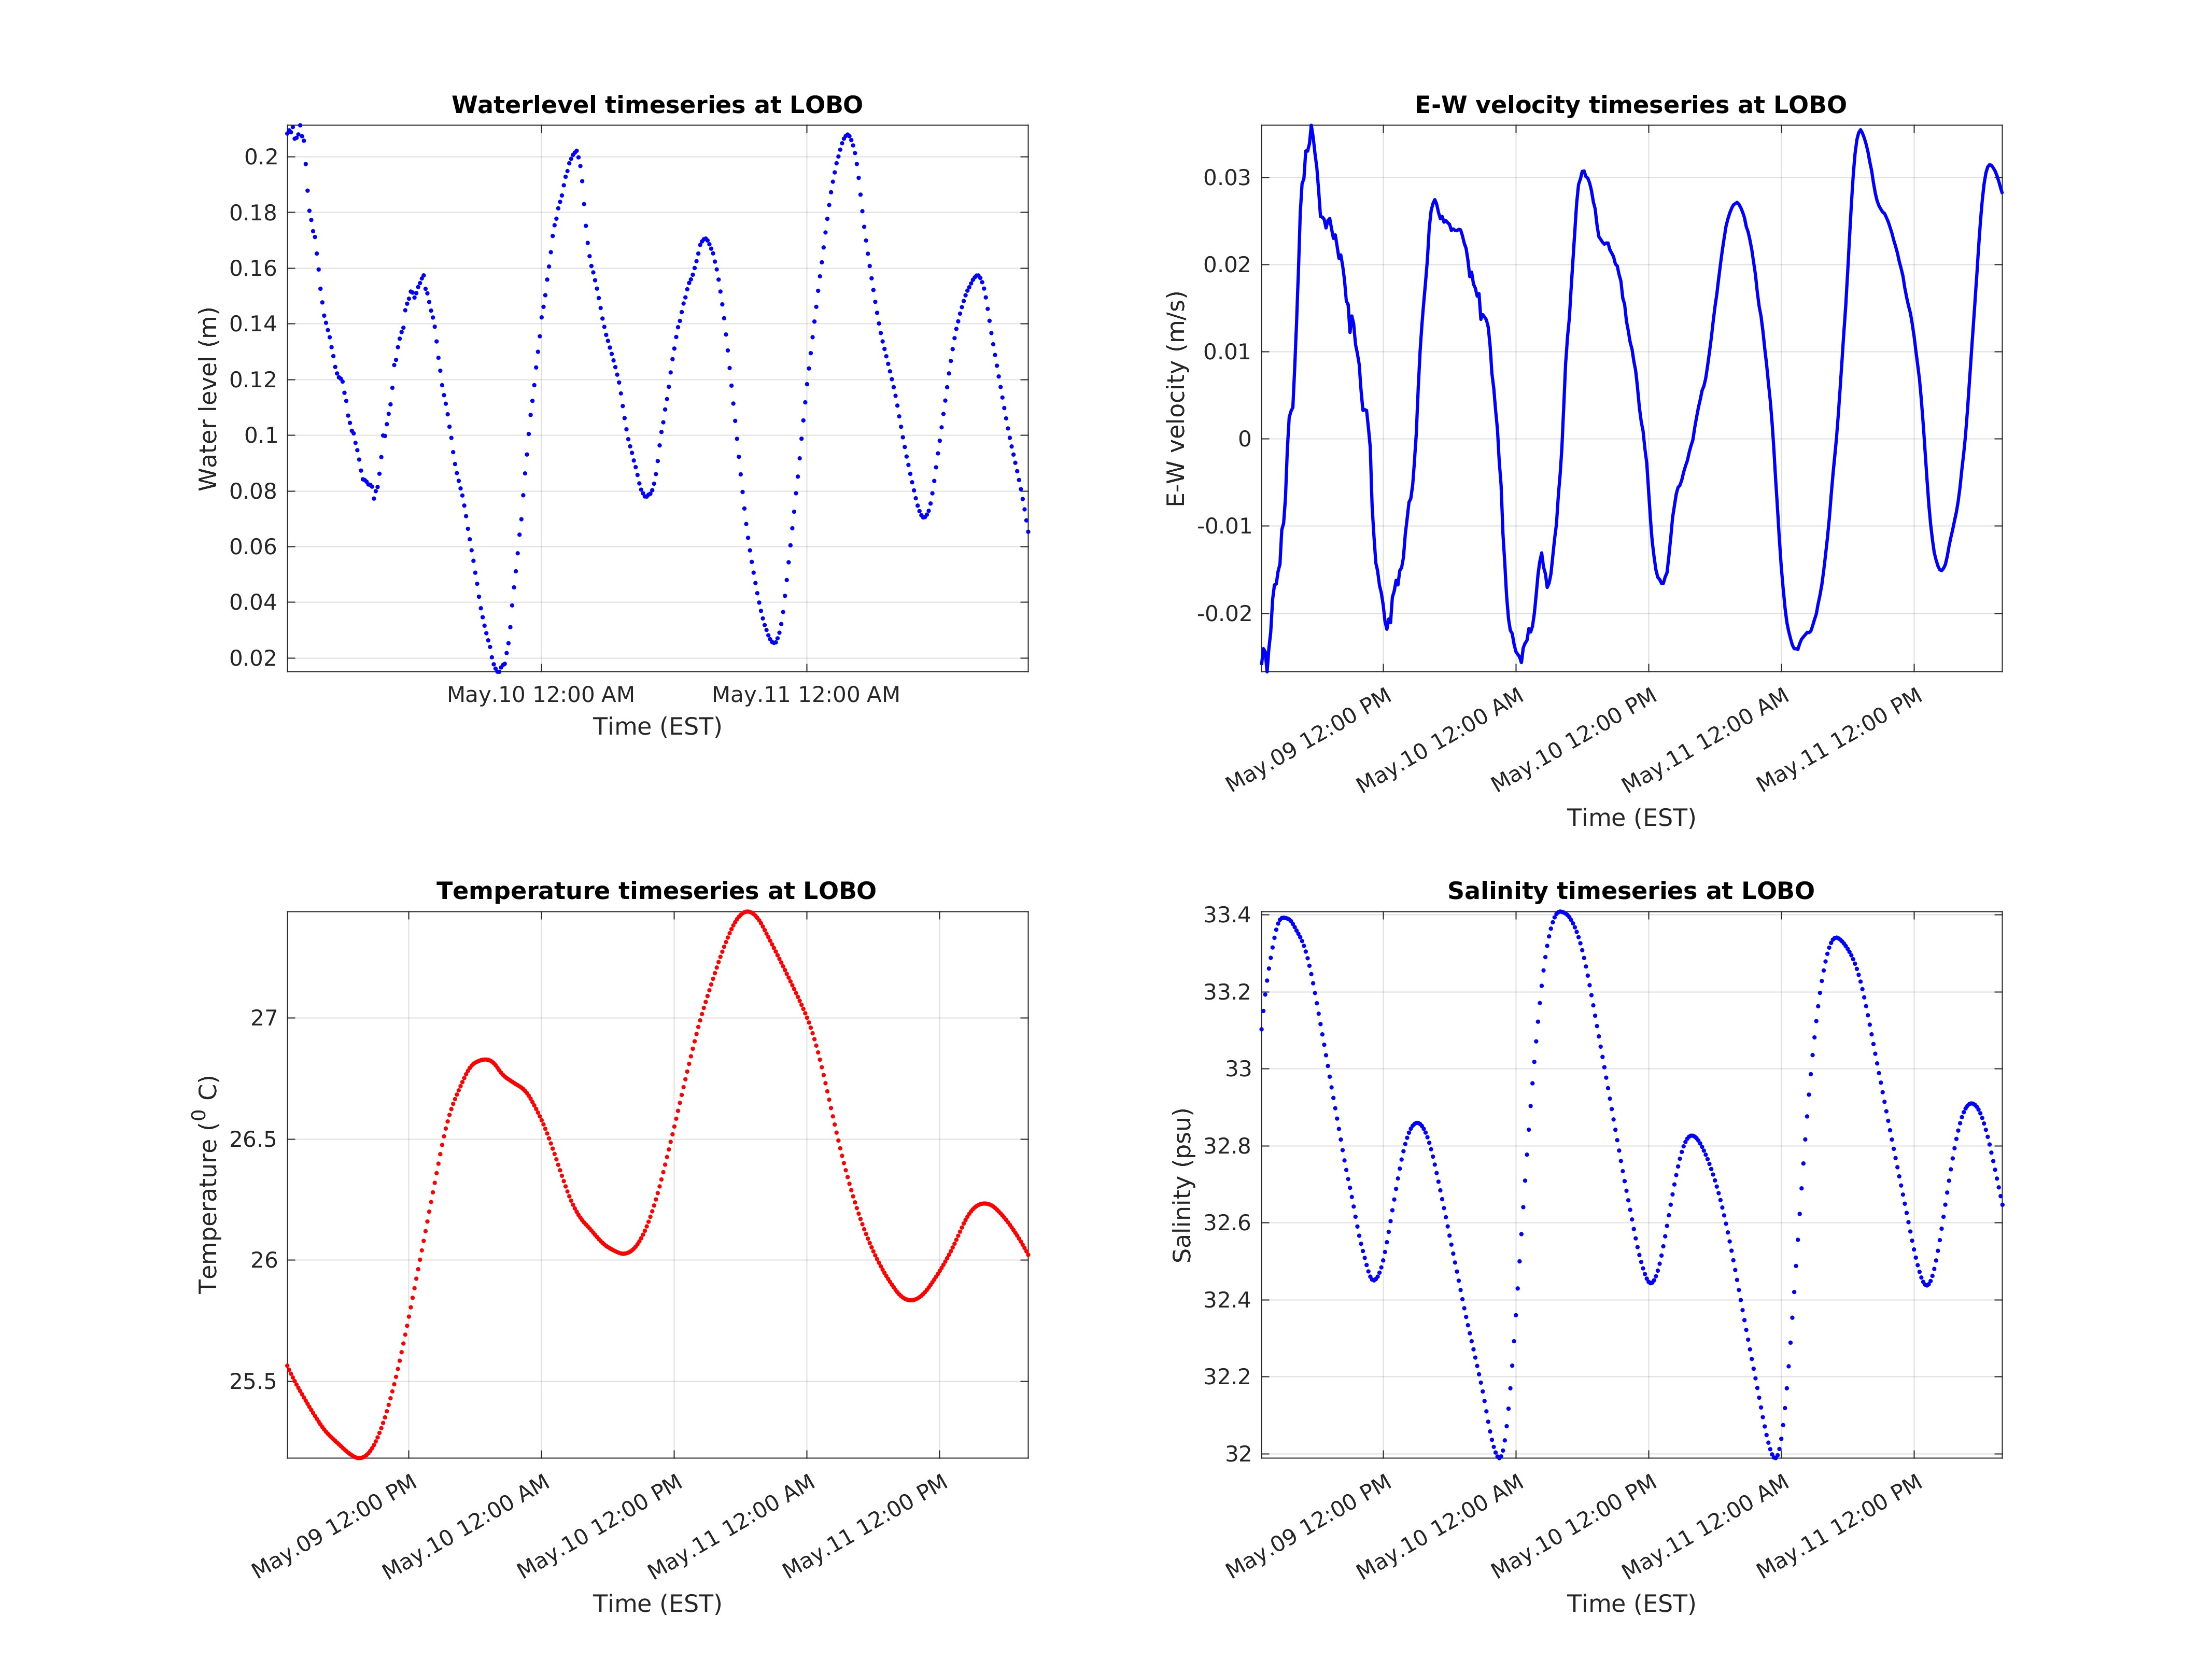 Waterlevel timeseries at LOBO
0.2
0.18
0.16
0.14
0.12
0.1
0.08
0.06
0.04
0.02
Water level (m)
May.10 12:00 AM
May.11 12:00 AM
Time (EST)
E-W velocity timeseries at LOBO
0.03
0.02
0.01
0
-0.01
-0.02
E-W velocity (m/s)
May.09 12:00 PM
May.10 12:00 AM
May.10 12:00 PM
May.11 12:00 AM
May.11 12:00 PM
Time (EST)
Temperature timeseries at LOBO
27
26.5
26
25.5
Temperature (⁰ C)
May.09 12:00 PM
May.10 12:00 AM
May.10 12:00 PM
May.11 12:00 AM
May.11 12:00 PM
Time (EST)
Salinity timeseries at LOBO
33.4
33.2
33
32.8
32.6
32.4
32.2
32
Salinity (psu)
May.09 12:00 PM
May.10 12:00 AM
May.10 12:00 PM
May.11 12:00 AM
May.11 12:00 PM
Time (EST)